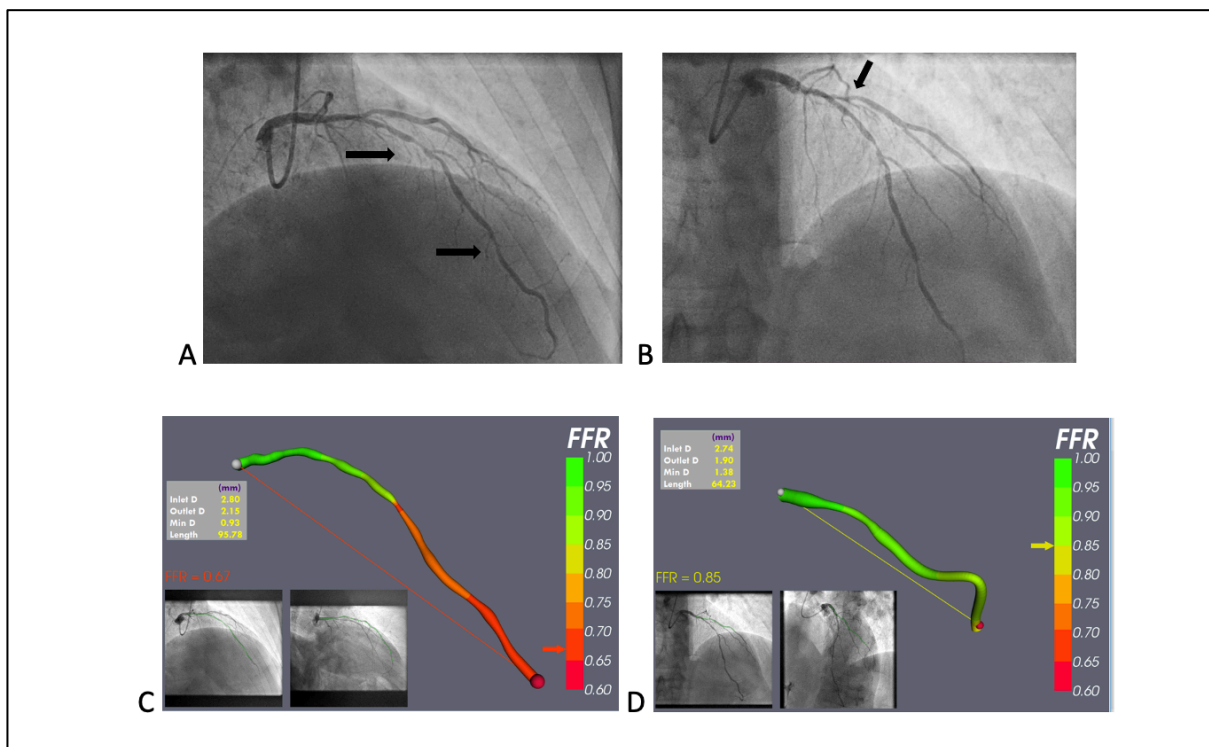 A
B
FFR
(mm)
Inlet D 2.80
Outlet D 2.15
Min D 0.93
Length 95.78
1.00
0.95
0.90
0.85
0.80
0.75
0.70
0.65
0.60
FFR = 0.67
C
FFR
(mm)
Inlet D 2.74
Outlet D 1.90
Min D 1.38
Length 64.23
1.00
0.95
0.90
0.85
0.80
0.75
0.70
0.65
0.60
FFR = 0.85
D